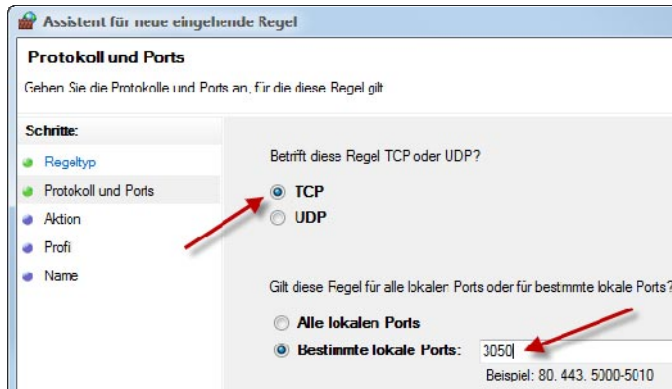 Assistent für neue eingehende Regel
Protokoll und Ports
Geben Sie die Protokolle und Ports an, für die diese Regel gilt
Schritte:
Regeltyp
Protokoll und Ports
Aktion
Profi
Name
Betrift diese Regel TCP oder UDP?
TCP
UDP
Gilt diese Regel für alle lokalen Ports oder für bestimmte lokale Ports?
Alle lokalen Ports
Bestimmte lokale Ports: 3050
Beispiel: 80. 443. 5000-5010